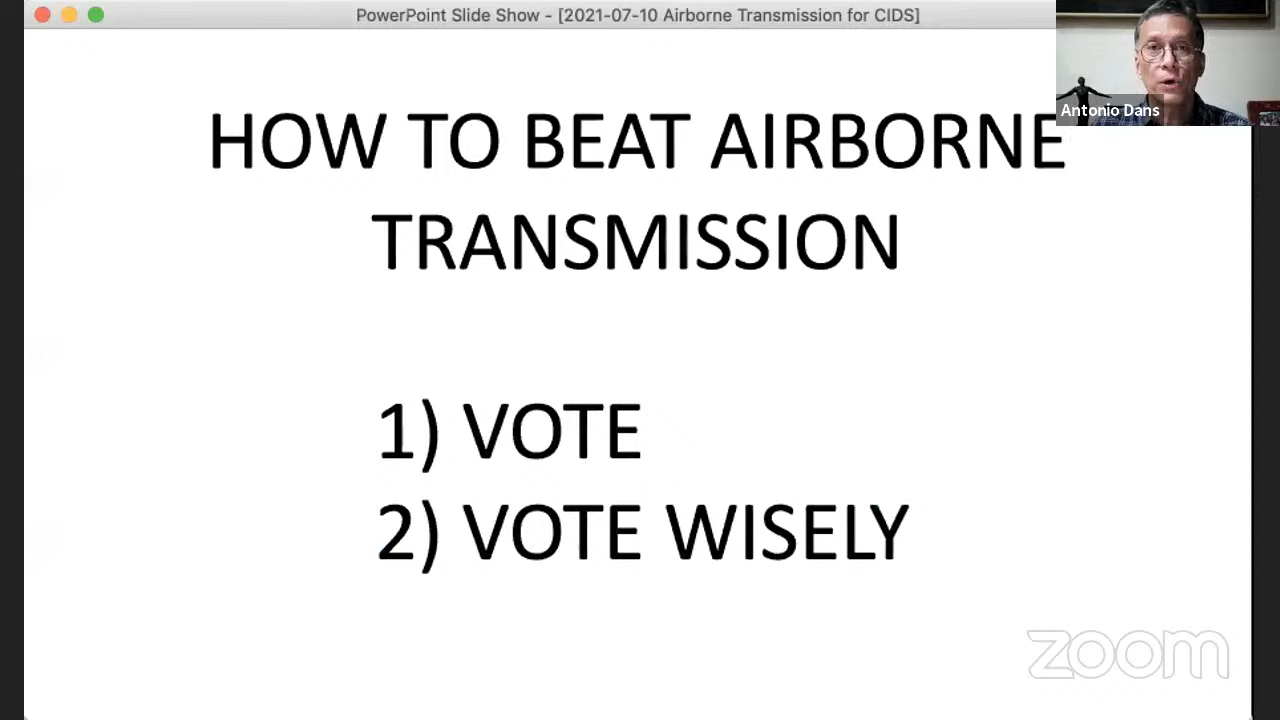 PowerPoint Slide Show - [2021-07-10 Airborne Transmission for CIDS]
Antonio Dans
HOW TO BEAT AIRBORNE
TRANSMISSION
1) VOTE
2) VOTE WISELY
zoom